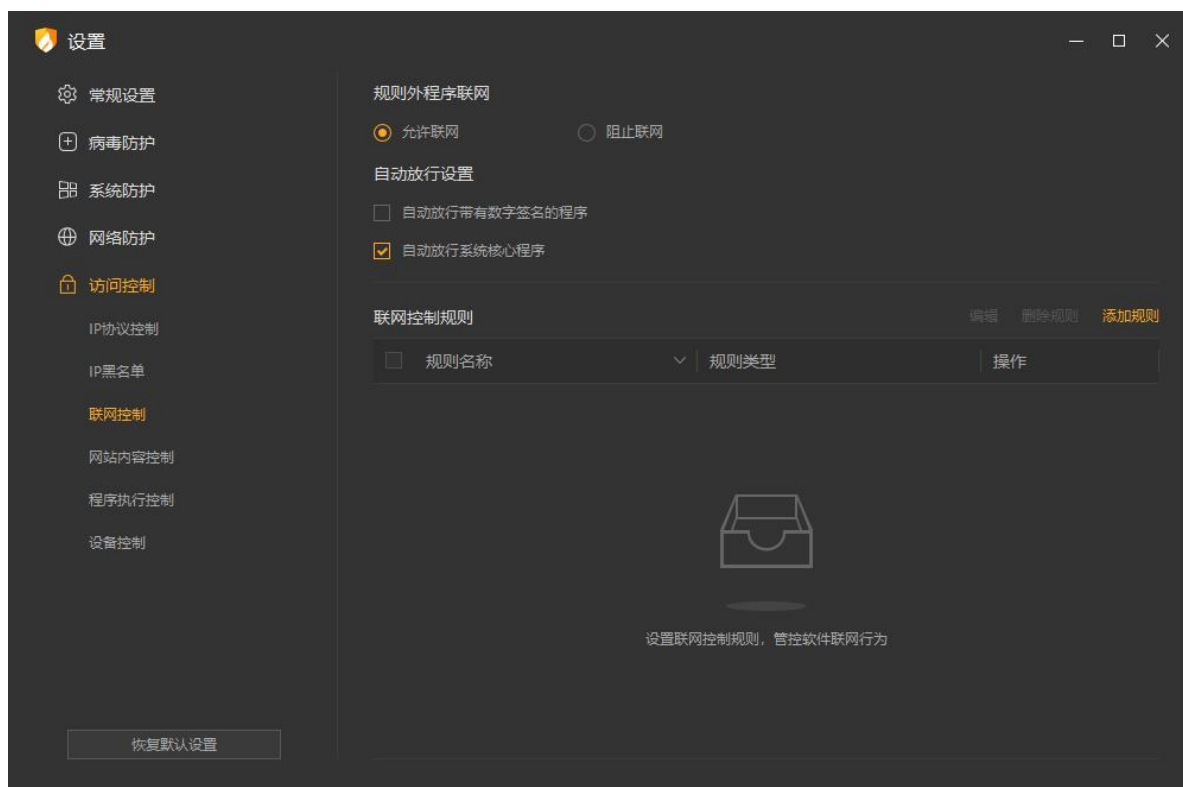 设置
常规设置
病毒防护
系统防护
网络防护
访问控制
IP协议控制
IP黑名单
联网控制
网站内容控制
程序执行控制
设备控制
恢复默认设置
规则外程序联网
允许联网 阻止联网
自动放行设置
自动放行带有数字签名的程序
自动放行系统核心程序
联网控制规则 编辑 删除规则 添加规则
规则名称 规则类型 操作
设置联网控制规则，管控软件联网行为